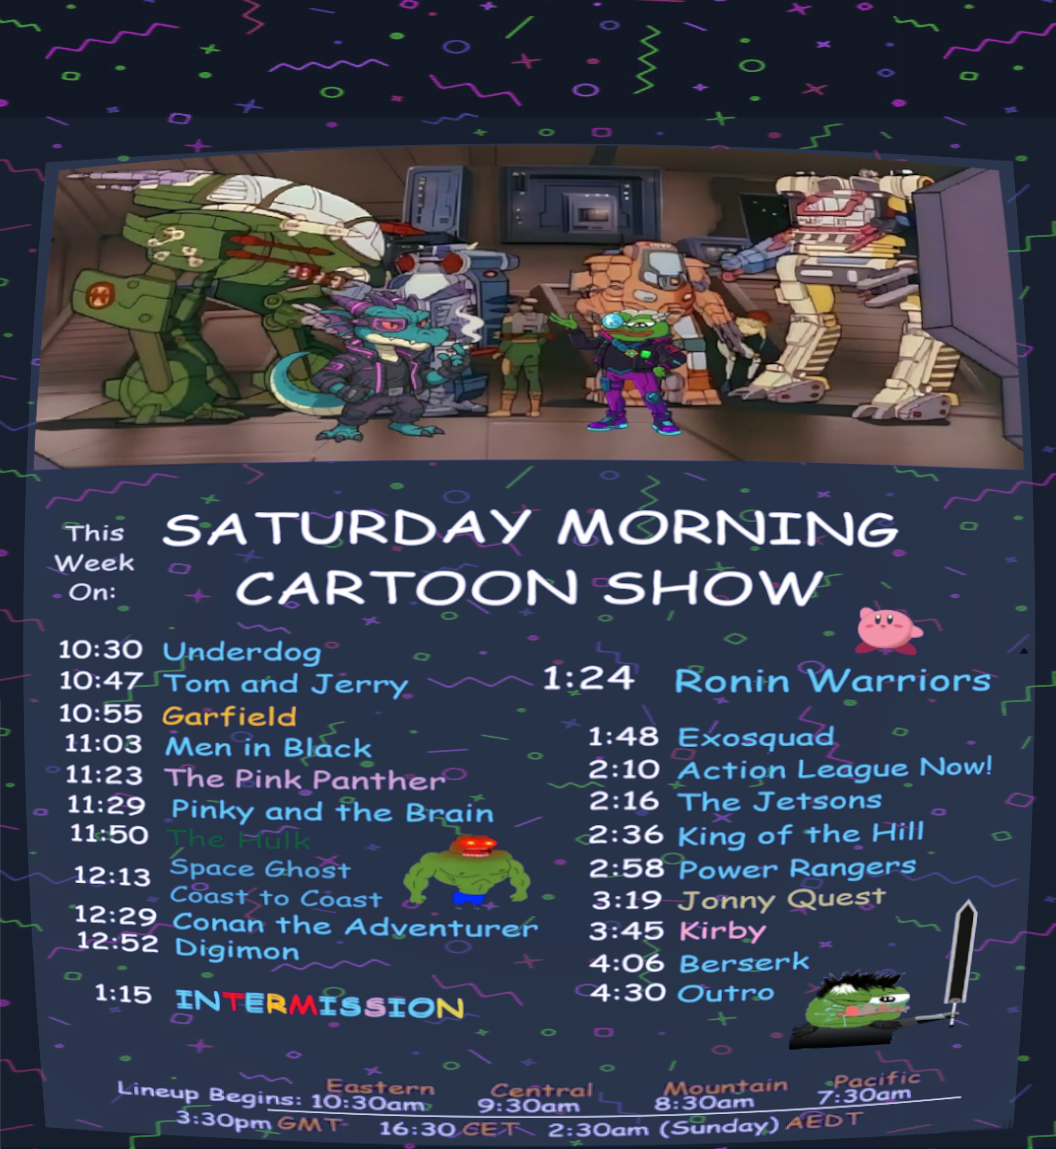 This
Week
On:
SATURDAY MORNING
CARTOON SHOW
10:30 Underdog
10:47 Tom and Jerry
10:55 Garfield
11:03 Men in Black
11:23 The Pink Panther
11:29 Pinky and the Brain
11:50 The Hulk
12:13 Space Ghost
Coast to Coast
12:29 Conan the Adventurer
12:52 Digimon
1:15 INTERMISSION
1:24 Ronin Warriors
1:48 Exosquad
2:10 Action League Now!
2:16 The Jetsons
2:36 King of the Hill
2:58 Power Rangers
3:19 Jonny Quest
3:45 Kirby
4:06 Berserk
4:30 Outro
Eastern Central Mountain Pacific
Lineup Begins: 10:30am 9:30am 8:30am 7:30am
3:30pm GMT 16:30 CET 2:30am (Sunday) AEDT